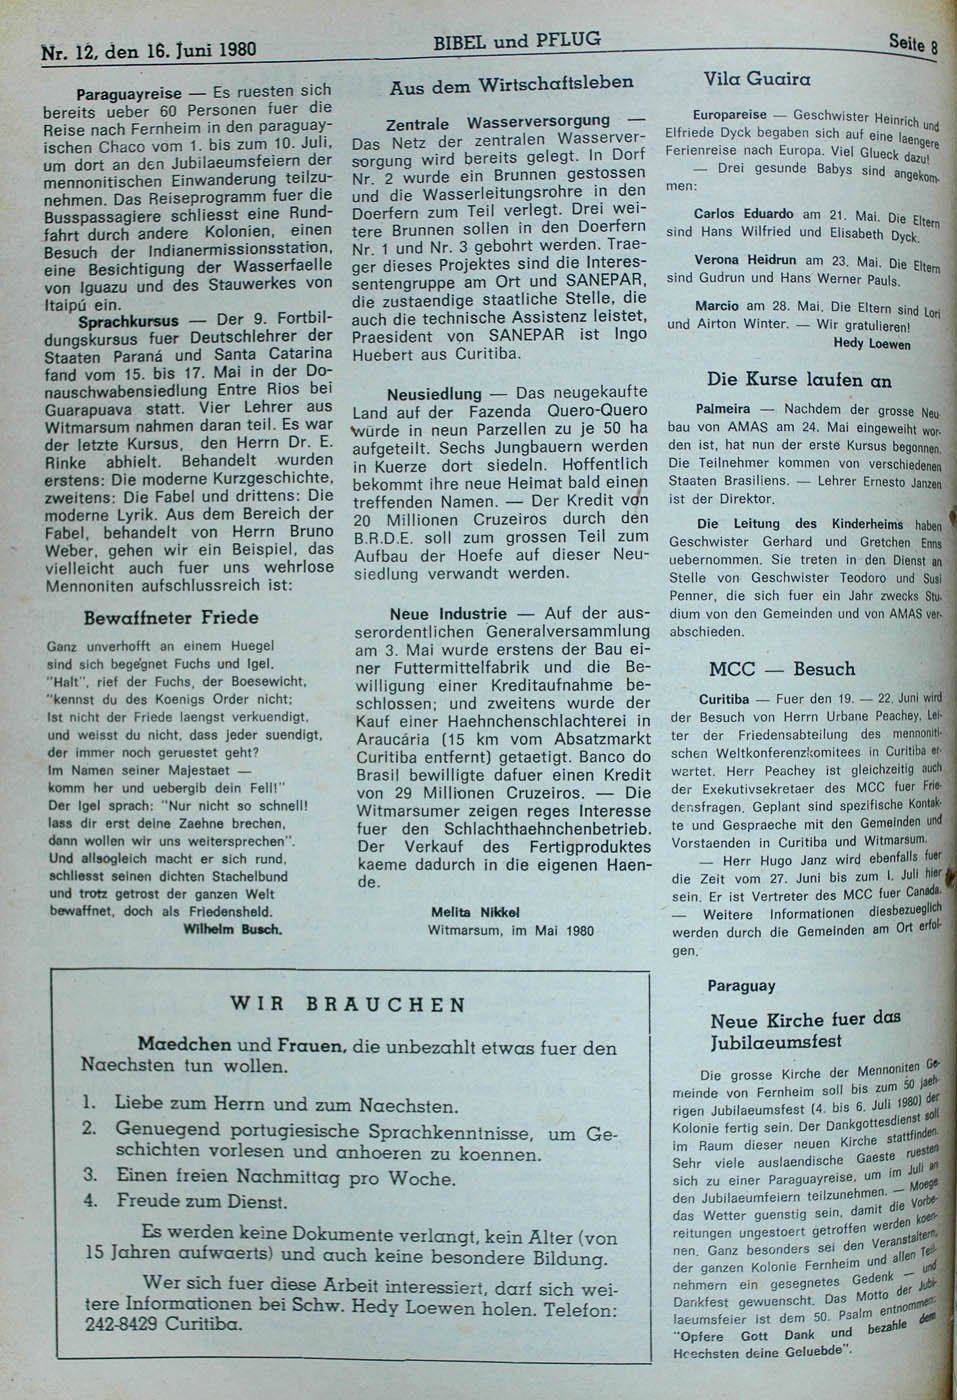 Nr. 12, den 16. Juni 1980
BIBEL und PFLUG
Seite 8
Paraguayreise — Es ruesten sich
bereits ueber 60 Personen fuer die
Reise nach Fernheim in den paraguay-
ischen Chaco vom 1. bis zum 10. Juli,
um dort an den Jubilaeumsfeiern der
mennonitischen Einwanderung teilzu-
nehmen. Das Reiseprogramm fuer die
Busspassagiere schliesst eine Rund-
fahrt durch andere Kolonien, einen
Besuch der Indianermissionsstation,
eine Besichtigung der Wasserfaelle
von Iguazu und des Stauwerkes von
Itaipú ein.
Sprachkursus — Der 9. Fortbil-
dungskursus fuer Deutschlehrer der
Staaten Paraná und Santa Catarina
fand vom 15. bis 17. Mai in der Do-
nauschwabensiedlung Entre Rios bei
Guarapuava statt. Vier Lehrer aus
Witmarsum nahmen daran teil. Es war
der letzte Kursus, den Herrn Dr. E.
Rinke abhielt. Behandelt wurden
erstens: Die moderne Kurzgeschichte,
zweitens: Die Fabel und drittens: Die
moderne Lyrik. Aus dem Bereich der
Fabel, behandelt von Herrn Bruno
Weber, gehen wir ein Beispiel, das
vielleicht auch fuer uns wehrlose
Mennoniten aufschlussreich ist:
Bewaffneter Friede
Ganz unverhofft an einem Huegel
sind sich begegnet Fuchs und Igel.
"Halt", rief der Fuchs, der Boesewicht,
"kennst du des Koenigs Order nicht;
Ist nicht der Friede laengst verkuendigt,
und weisst du nicht, dass jeder suendigt,
der immer noch geruestet geht?
Im Namen seiner Majestaet —
komm her und uebergib dein Fell!"
Der Igel sprach: "Nur nicht so schnell!
lass dir erst deine Zaehne brechen,
dann wollen wir uns weitersprechen".
Und allsogleich macht er sich rund,
schliesst seinen dichten Stachelbund
und trotz getrost der ganzen Welt
bewaffnet, doch als Friedensheld.
Wilhelm Busch.
Aus dem Wirtschaftsleben
Zentrale Wasserversorgung —
Das Netz der zentralen Wasserver-
sorgung wird bereits gelegt. In Dorf
Nr. 2 wurde ein Brunnen gestossen
und die Wasserleitungsrohre in den
Doerfern zum Teil verlegt. Drei wei-
tere Brunnen sollen in den Doerfern
Nr. 1 und Nr. 3 gebohrt werden. Trae-
ger dieses Projektes sind die Interes-
sentengruppe am Ort und SANEPAR,
die zustaendige staatliche Stelle, die
auch die technische Assistenz leistet,
Praesident von SANEPAR ist Ingo
Huebert aus Curitiba.
Neusiedlung — Das neugekaufte
Land auf der Fazenda Quero-Quero
würde in neun Parzellen zu je 50 ha
aufgeteilt. Sechs Jungbauern werden
in Kuerze dort siedeln. Hoffentlich
bekommt ihre neue Heimat bald einen
treffenden Namen. — Der Kredit von
20 Millionen Cruzeiros durch den
B.R.D.E. soll zum grossen Teil zum
Aufbau der Hoefe auf dieser Neu-
siedlung verwandt werden.
Neue Industrie — Auf der aus-
serordentlichen Generalversammlung
am 3. Mai wurde erstens der Bau ei-
ner Futtermittelfabrik und die Be-
willigung einer Kreditaufnahme be-
schlossen; und zweitens wurde der
Kauf einer Haehnchenschlachterei in
Araucária (15 km vom Absatzmarkt
Curitiba entfernt) getaetigt. Banco do
Brasil bewilligte dafuer einen Kredit
von 29 Millionen Cruzeiros. — Die
Witmarsumer zeigen reges Interesse
fuer den Schlachthaehnchenbetrieb.
Der Verkauf des Fertigproduktes
kaeme dadurch in die eigenen Haen-
de.
Melita Nikkel
Witmarsum, im Mai 1980
Vila Guaira
Europareise — Geschwister Heinrich und
Elfriede Dyck begaben sich auf eine laengere
Ferienreise nach Europa. Viel Glueck dazu!
— Drei gesunde Babys sind angekom-
men:
Carlos Eduardo am 21. Mai. Die Eltern
sind Hans Wilfried und Elisabeth Dyck.
Verona Heidrun am 23. Mai. Die Eltern
sind Gudrun und Hans Werner Pauls.
Marcio am 28. Mai. Die Eltern sind Lori
und Airton Winter. — Wir gratulieren!
Hedy Loewen
Die Kurse laufen an
Palmeira — Nachdem der grosse Neu-
bau von AMAS am 24. Mai eingeweiht wor-
den ist, hat nun der erste Kursus begonnen.
Die Teilnehmer kommen von verschiedenen
Staaten Brasiliens. — Lehrer Ernesto Janzen
ist der Direktor.
Die Leitung des Kinderheims haben
Geschwister Gerhard und Gretchen Enns
uebernommen. Sie treten in den Dienst an
Stelle von Geschwister Teodoro und Susi
Penner, die sich fuer ein Jahr zwecks Stu-
dium von den Gemeinden und von AMAS ver-
abschieden.
MCC — Besuch
Curitiba — Fuer den 19. — 22. Juni wird
der Besuch von Herrn Urbane Peachey, Lei-
ter der Friedensabteilung des mennoniti-
schen Weltkonferenzkomitees in Curitiba er-
wartet. Herr Peachey ist gleichzeitig auch
der Exekutivsekretaer des MCC fuer Frie-
densfragen. Geplant sind spezifische Kontak-
te und Gespraeche mit den Gemeinden und
Vorstaenden in Curitiba und Witmarsum.
— Herr Hugo Janz wird ebenfalls fuer
die Zeit vom 27. Juni bis zum I. Juli hier
sein. Er ist Vertreter des MCC fuer Canada.
— Weitere Informationen diesbezueglich
werden durch die Gemeinden am Ort erfol-
gen.
Paraguay
Neue Kirche fuer das
Jubilaeumsfest
Die grosse Kirche der Mennoniten Ge-
meinde von Fernheim soll bis zum 50 jaeh-
rigen Jubilaeumsfest (4. bis 6. Juli 1980) der
Kolonie fertig sein. Der Dankgottesdienst soll
im Raum dieser neuen Kirche stattfinden.
Sehr viele auslaendische Gaeste ruesten
sich zu einer Paraguayreise, um im Juli an
den Jubilaeumfeiern teilzunehmen. — Moege
das Wetter guenstig sein, damit die Vorbe-
reitungen ungestoert getroffen werden koen-
nen. Ganz besonders sei den Veranstaltern,
der ganzen Kolonie Fernheim und allen Teil-
nehmern ein gesegnetes Gedenk — und
Dankfest gewuenscht. Das Motto der Jubi-
laeumsfeier ist dem 50. Psalm entnommen:
"Opfere Gott Dank und bezahle dem
Hoechsten deine Geluebde".
WIR BRAUCHEN
Maedchen und Frauen, die unbezahlt etwas fuer den
Naechsten tun wollen.
1. Liebe zum Herrn und zum Naechsten.
2. Genuegend portugiesische Sprachkenntnisse, um Ge-
schichten vorlesen und anhoeren zu koennen.
3. Einen freien Nachmittag pro Woche.
4. Freude zum Dienst.
Es werden keine Dokumente verlangt, kein Alter (von
15 Jahren aufwaerts) und auch keine besondere Bildung.
Wer sich fuer diese Arbeit interessiert, darf sich wei-
tere Informationen bei Schw. Hedy Loewen holen. Telefon:
242-8429 Curitiba.